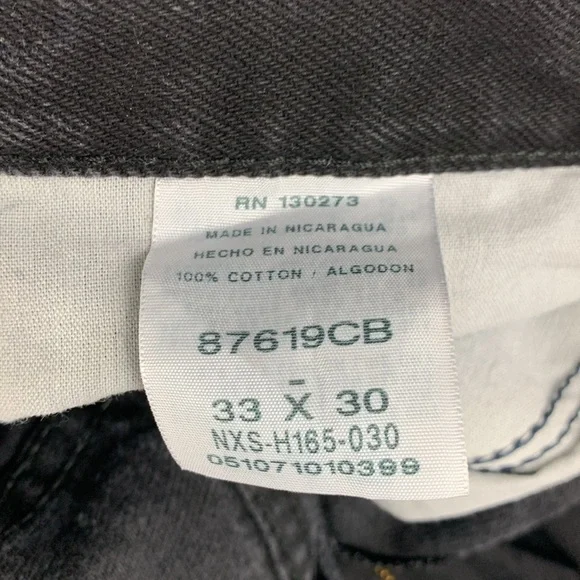 RN 130273
MADE IN NICARAGUA
HECHO EN NICARAGUA
100% COTTON / ALGODON
87619CB
-
33 X 30
NXS-H165-030
051071010399